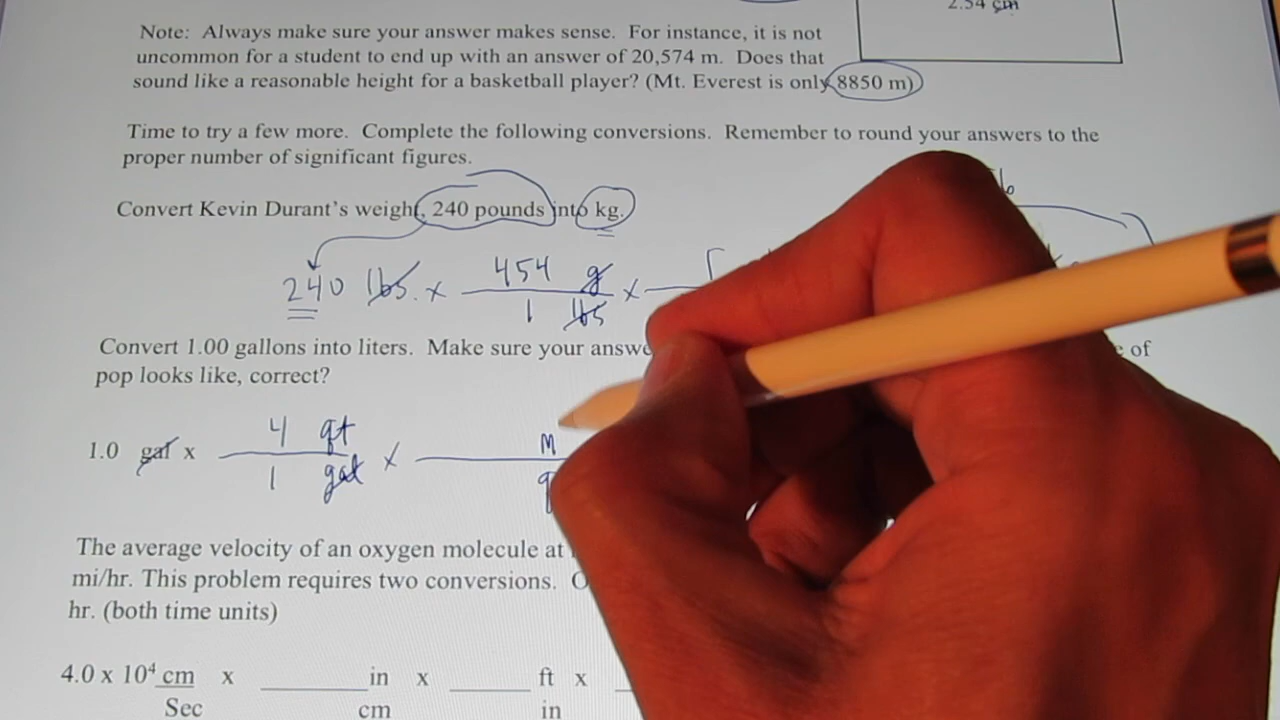 2.54 cm
Note: Always make sure your answer makes sense. For instance, it is not
uncommon for a student to end up with an answer of 20,574 m. Does that
sound like a reasonable height for a basketball player? (Mt. Everest is only 8850 m)
Time to try a few more. Complete the following conversions. Remember to round your answers to the
proper number of significant figures.
Convert Kevin Durant's weight, 240 pounds into kg.
240 lbs. x 454 g x
1 lbs
Convert 1.00 gallons into liters. Make sure your of
pop looks like, correct?
1.0 gal x 4 qt x M
1 gal q
The average velocity of an oxygen molecule at
mi/hr. This problem requires two conversions.
hr. (both time units)
4.0 x 10⁴ cm x ______ in x ______ ft x
Sec cm in